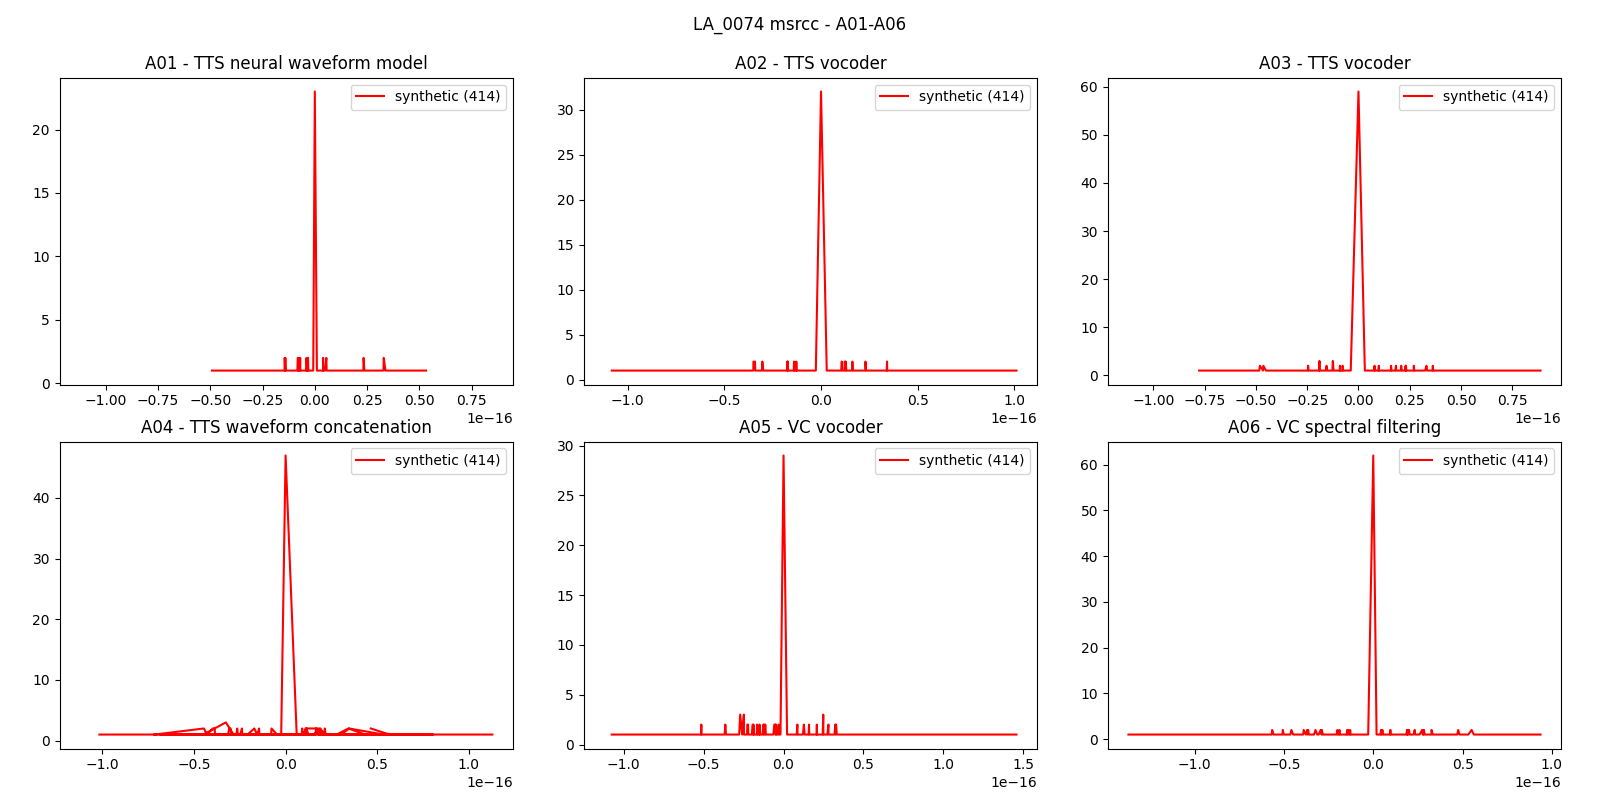 LA_0074 msrcc - A01-A06
A01 - TTS neural waveform model
synthetic (414)
20
15
10
5
0
−1.00 −0.75 −0.50 −0.25 0.00 0.25 0.50 0.75
1e−16
A02 - TTS vocoder
synthetic (414)
30
25
20
15
10
5
0
−1.0 −0.5 0.0 0.5 1.0
1e−16
A03 - TTS vocoder
synthetic (414)
60
50
40
30
20
10
0
−1.00 −0.75 −0.50 −0.25 0.00 0.25 0.50 0.75
1e−16
A04 - TTS waveform concatenation
synthetic (414)
40
30
20
10
0
−1.0 −0.5 0.0 0.5 1.0
1e−16
A05 - VC vocoder
synthetic (414)
30
25
20
15
10
5
0
−1.0 −0.5 0.0 0.5 1.0 1.5
1e−16
A06 - VC spectral filtering
synthetic (414)
60
50
40
30
20
10
0
−1.0 −0.5 0.0 0.5 1.0
1e−16